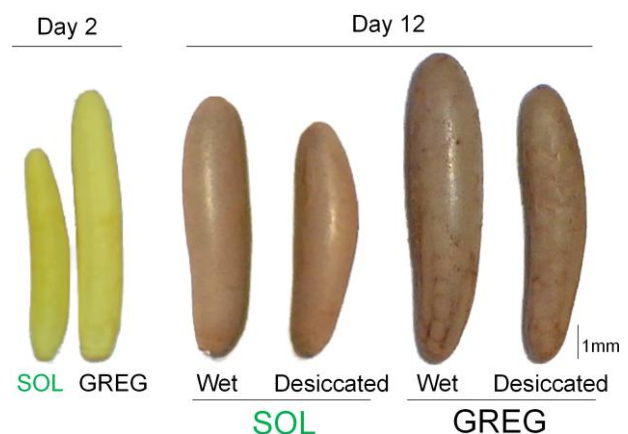 Day 2
Day 12
SOL GREG
Wet Desiccated Wet Desiccated
1mm
SOL GREG